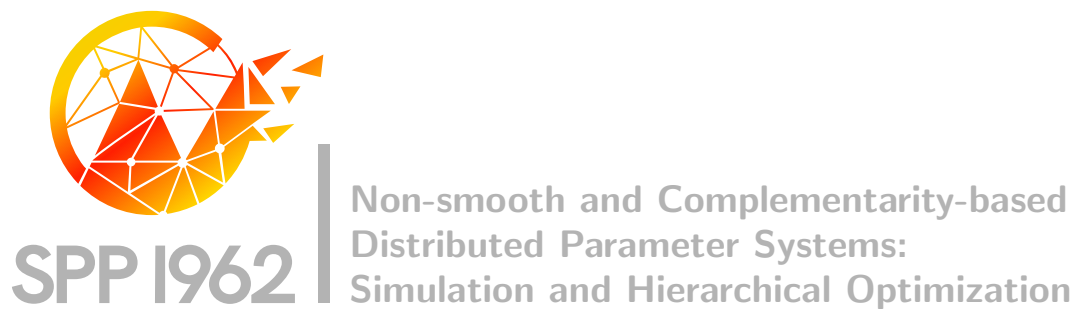 SPP 1962
Non-smooth and Complementarity-based
Distributed Parameter Systems:
Simulation and Hierarchical Optimization